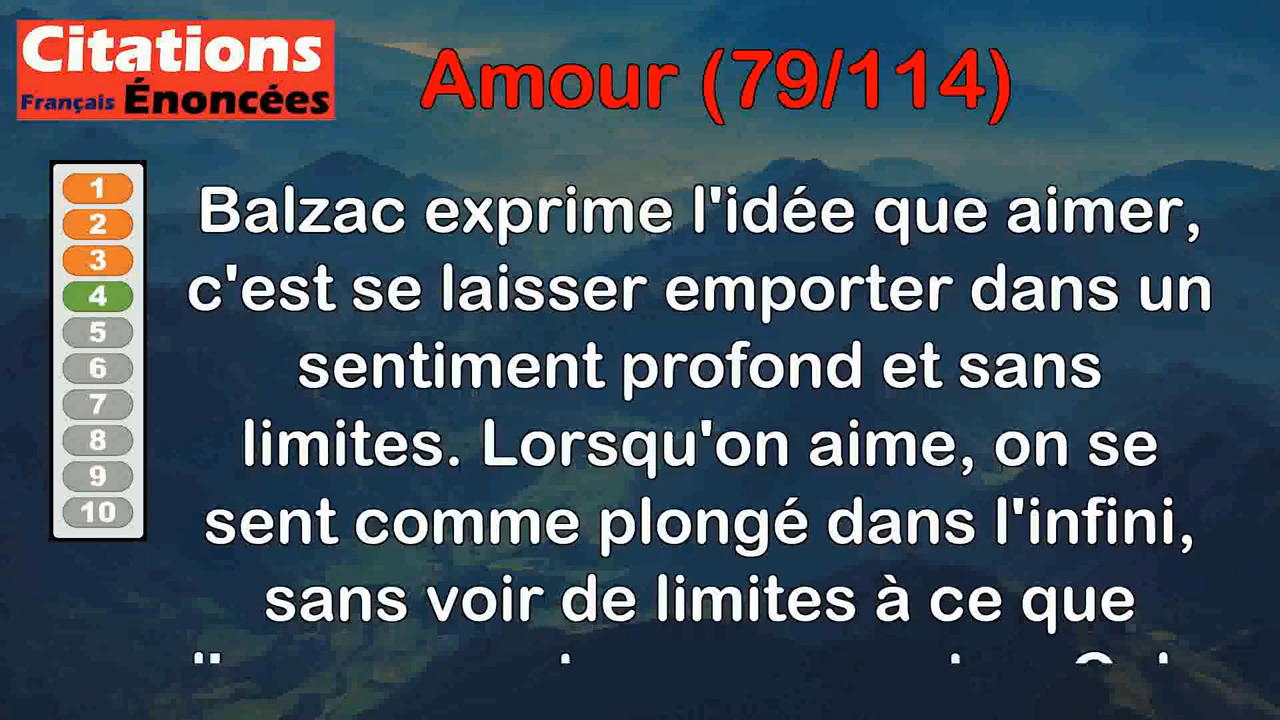 Citations
Français Énoncées
Amour (79/114)
1
2
3
4
5
6
7
8
9
10
Balzac exprime l'idée que aimer,
c'est se laisser emporter dans un
sentiment profond et sans
limites. Lorsqu'on aime, on se
sent comme plongé dans l'infini,
sans voir de limites à ce que